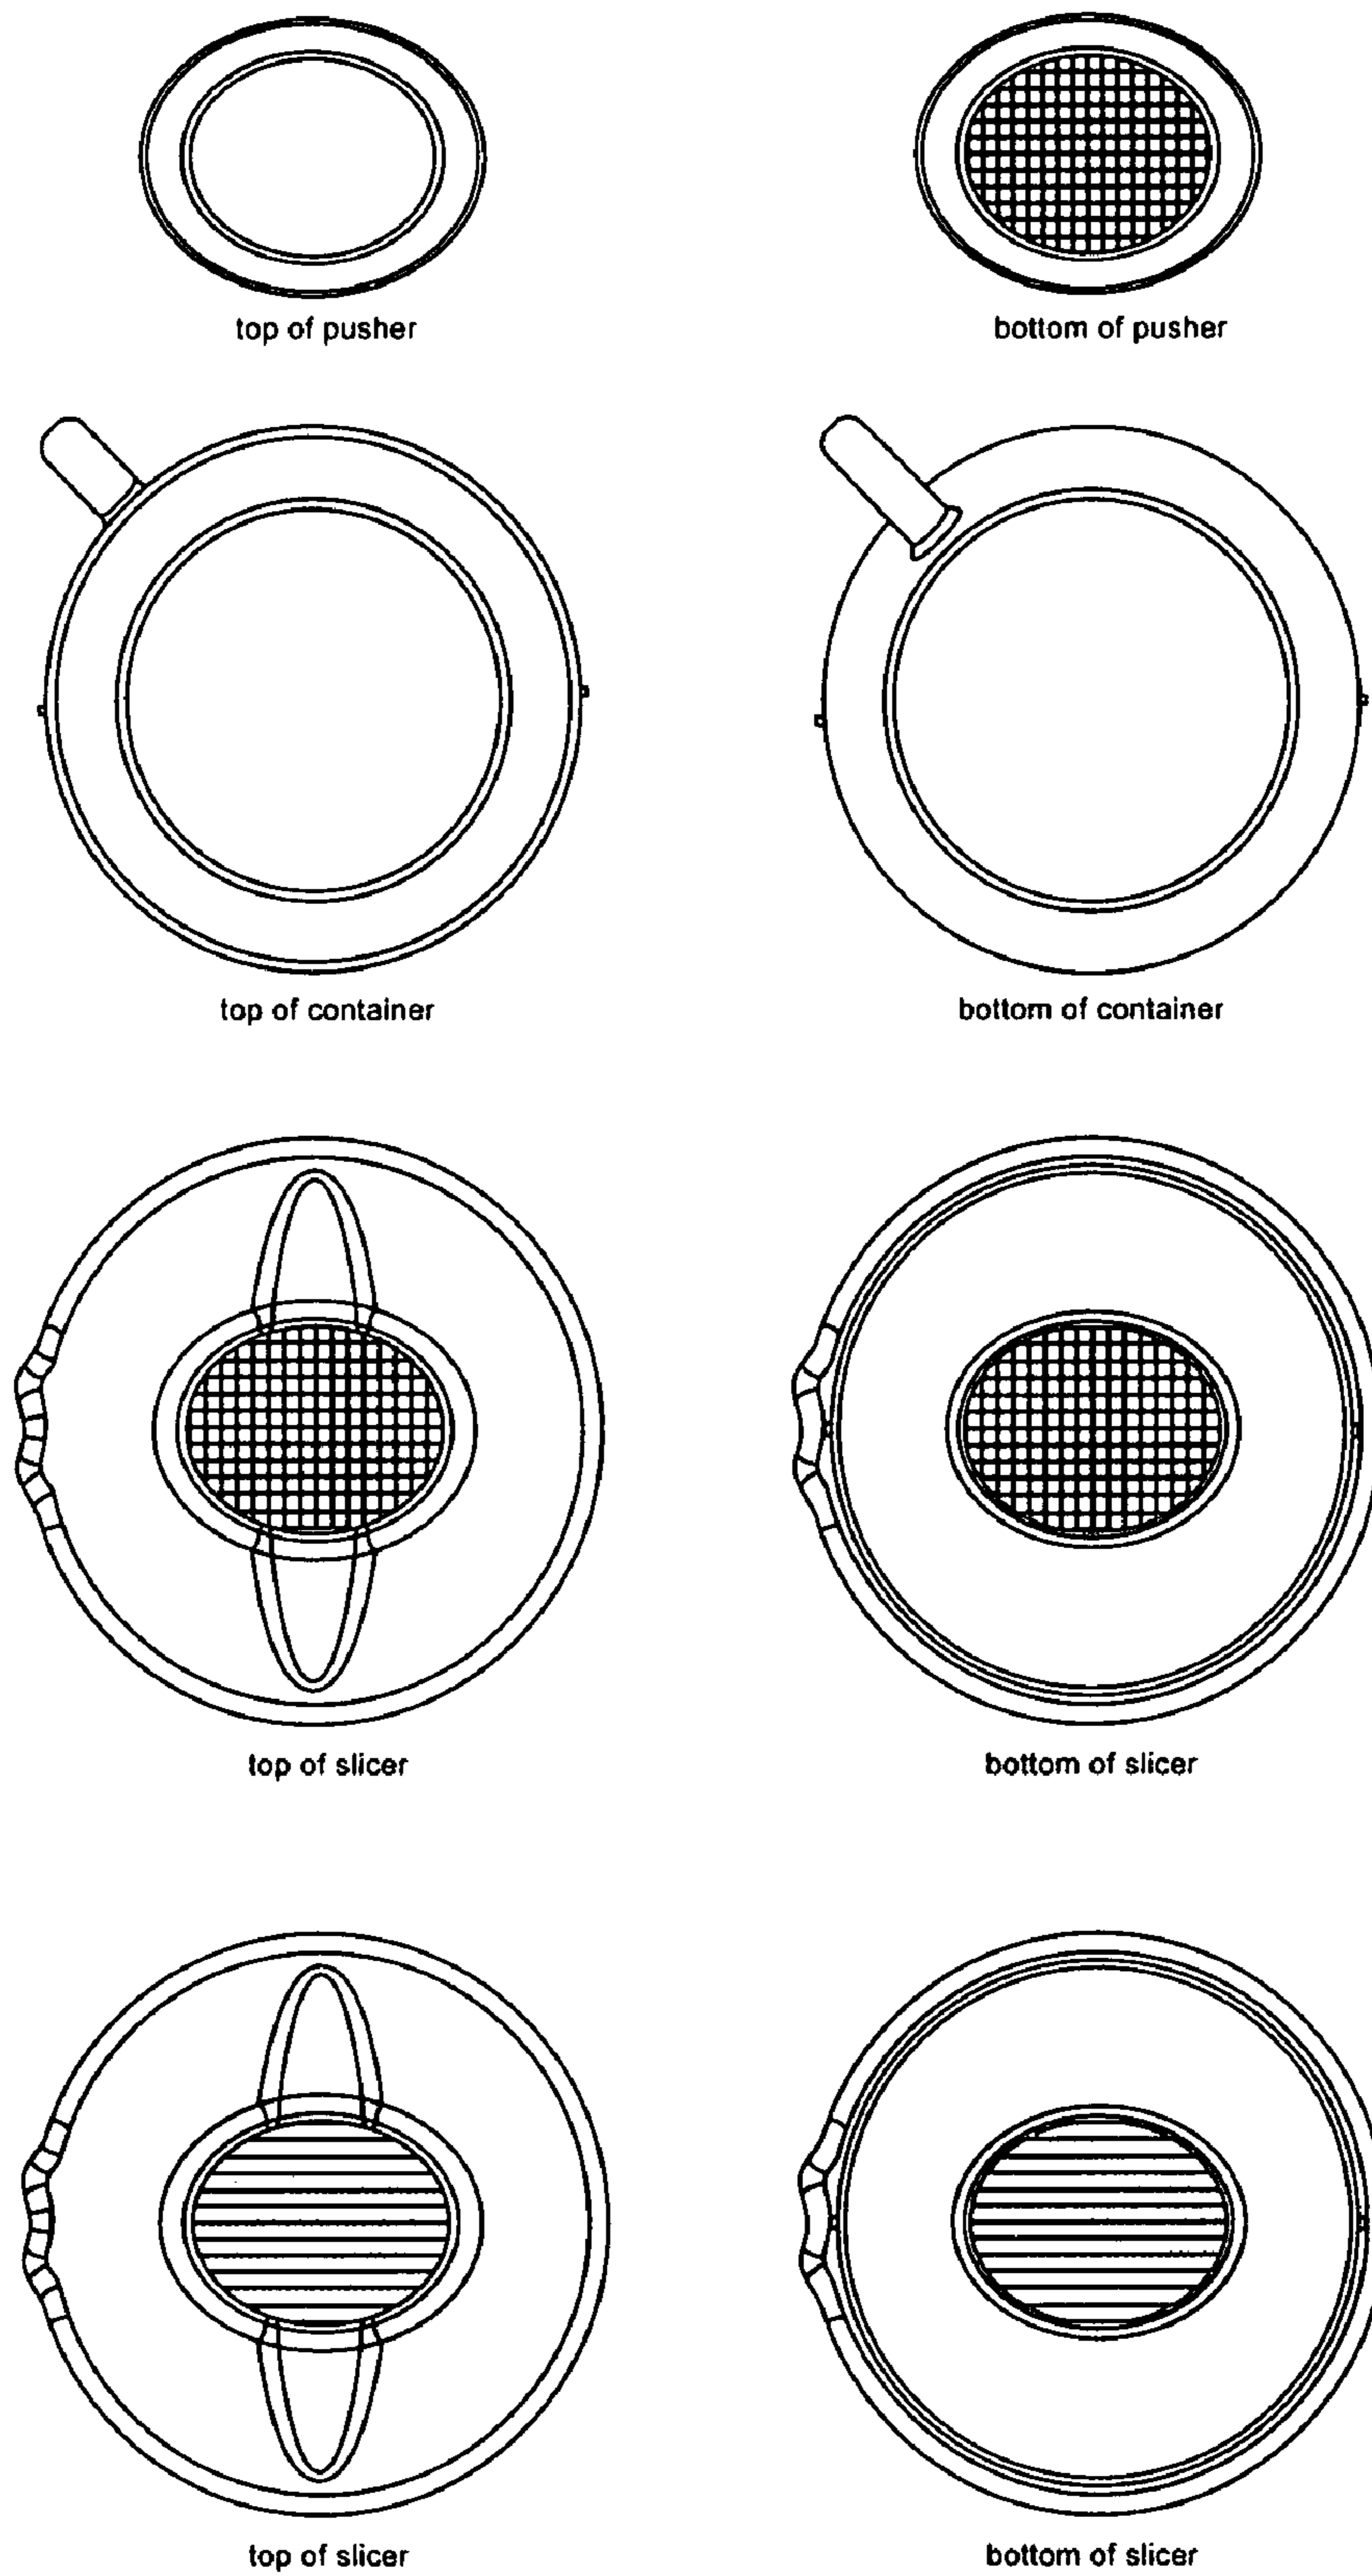 top of pusher
bottom of pusher
top of container
bottom of container
top of slicer
bottom of slicer
top of slicer
bottom of slicer